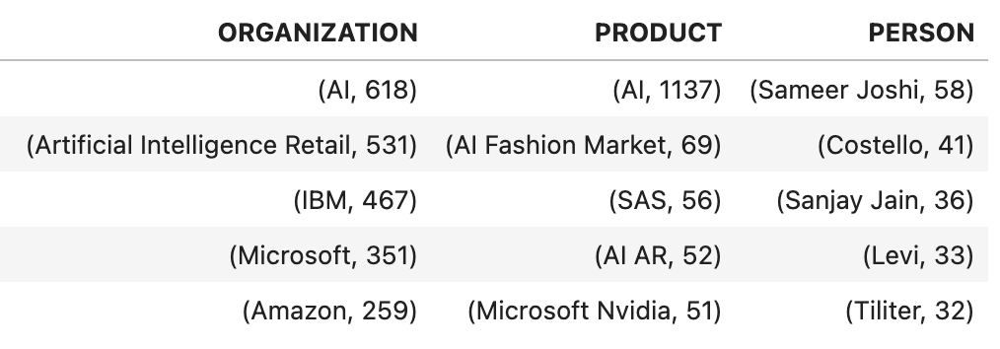 ORGANIZATION PRODUCT PERSON
(AI, 618) (AI, 1137) (Sameer Joshi, 58)
(Artificial Intelligence Retail, 531) (AI Fashion Market, 69) (Costello, 41)
(IBM, 467) (SAS, 56) (Sanjay Jain, 36)
(Microsoft, 351) (AI AR, 52) (Levi, 33)
(Amazon, 259) (Microsoft Nvidia, 51) (Tiliter, 32)